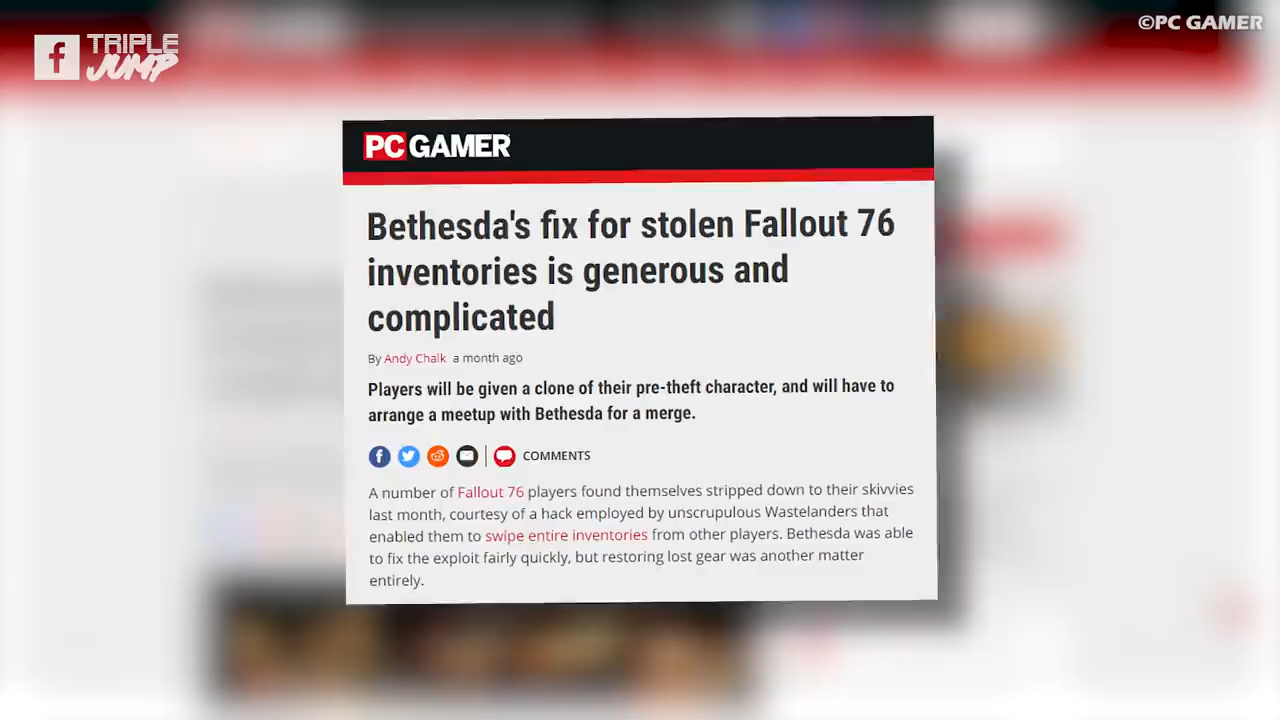 ©PC GAMER
f TRIPLE
JUMP
PC GAMER
Bethesda's fix for stolen Fallout 76
inventories is generous and
complicated
By Andy Chalk a month ago
Players will be given a clone of their pre-theft character, and will have to
arrange a meetup with Bethesda for a merge.
f COMMENTS
A number of Fallout 76 players found themselves stripped down to their skivvies
last month, courtesy of a hack employed by unscrupulous Wastelanders that
enabled them to swipe entire inventories from other players. Bethesda was able
to fix the exploit fairly quickly, but restoring lost gear was another matter
entirely.